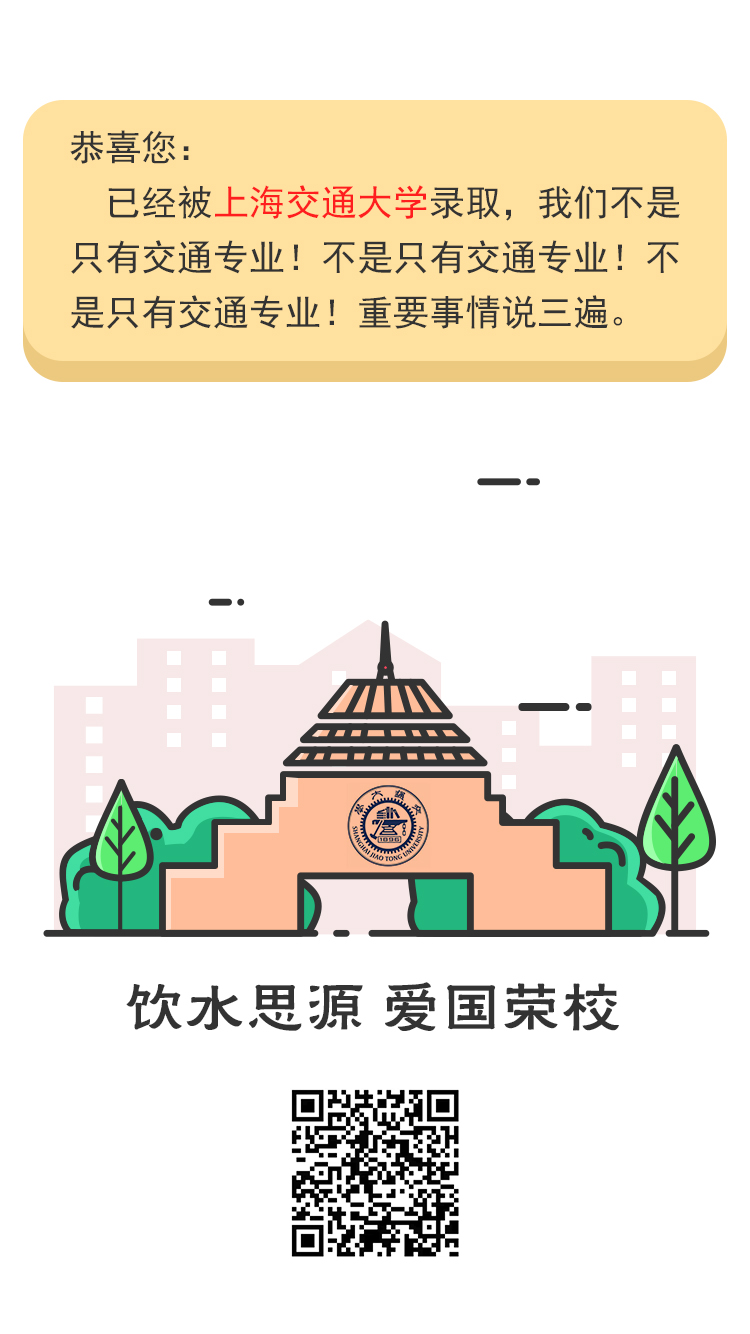 恭喜您：
已经被上海交通大学录取，我们不是
只有交通专业！不是只有交通专业！不
是只有交通专业！重要事情说三遍。
SHANGHAI JIAO TONG UNIVERSITY
1896
饮水思源 爱国荣校